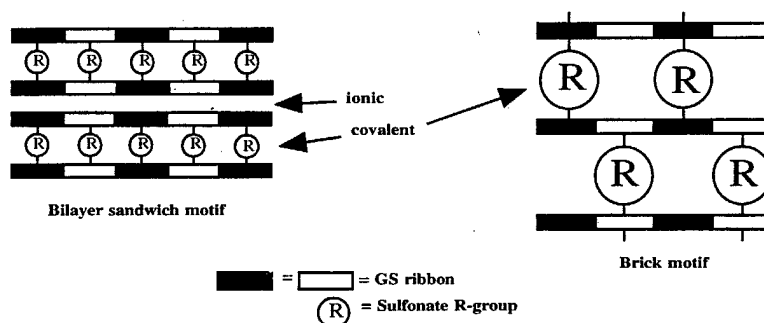 R R R R R
ionic
covalent
R R R R R
Bilayer sandwich motif
R R
R R
Brick motif
= = GS ribbon
R = Sulfonate R-group